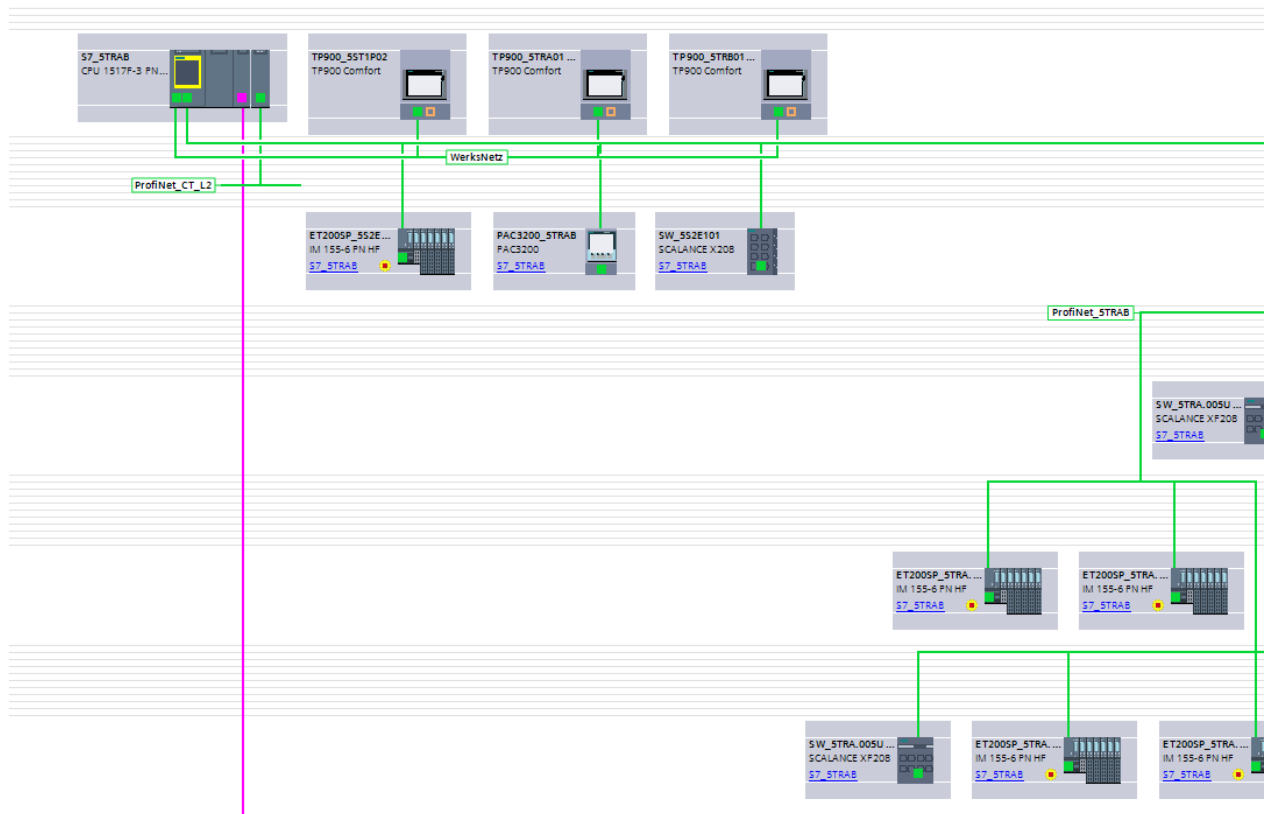 S7_5TRAB
CPU 1517F-3 PN...
TP900_5ST1P02
TP900 Comfort
TP900_5TRA01 ...
TP900 Comfort
TP900_5TRB01 ...
TP900 Comfort
WerksNetz
ProfiNet_CT_L2
ET200SP_5S2E...
IM 155-6 PN HF
S7_5TRAB
PAC3200_5TRAB
PAC3200
S7_5TRAB
SW_5S2E101
SCALANCE X208
S7_5TRAB
ProfiNet_5TRAB
SW_5TRA.005U ...
SCALANCE XF208
S7_5TRAB
ET200SP_5TRA. ...
IM 155-6 PN HF
S7_5TRAB
ET200SP_5TRA. ...
IM 155-6 PN HF
S7_5TRAB
SW_5TRA.005U ...
SCALANCE XF208
S7_5TRAB
ET200SP_5TRA. ...
IM 155-6 PN HF
S7_5TRAB
ET200SP_5TRA. ...
IM 155-6 PN HF
S7_5TRAB